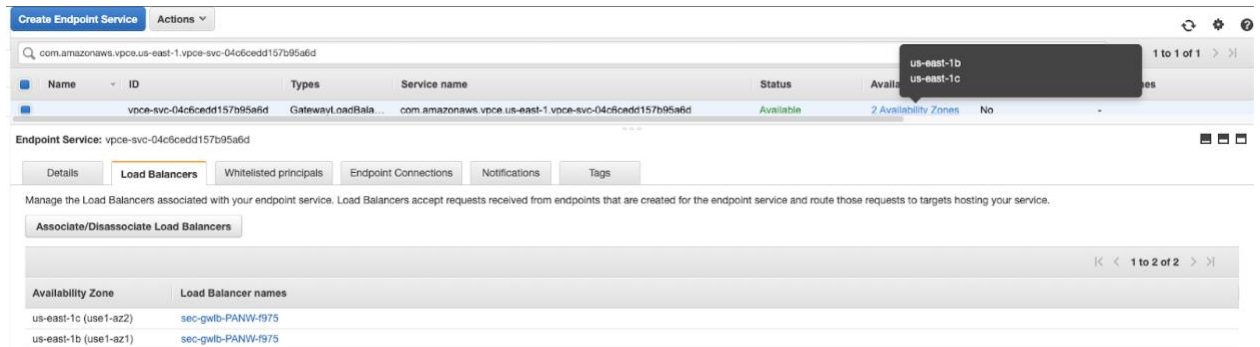 Create Endpoint Service Actions
com.amazonaws.vpce.us-east-1.vpce-svc-04c6cedd157b95a6d 1 to 1 of 1
us-east-1b
us-east-1c
Name ID Types Service name Status Availa es
vpce-svc-04c6cedd157b95a6d GatewayLoadBala... com.amazonaws.vpce.us-east-1.vpce-svc-04c6cedd157b95a6d Available 2 Availability Zones No -
Endpoint Service: vpce-svc-04c6cedd157b95a6d
Details Load Balancers Whitelisted principals Endpoint Connections Notifications Tags
Manage the Load Balancers associated with your endpoint service. Load Balancers accept requests received from endpoints that are created for the endpoint service and route those requests to targets hosting your service.
Associate/Disassociate Load Balancers
1 to 2 of 2
Availability Zone Load Balancer names
us-east-1c (use1-az2) sec-gwlb-PANW-f975
us-east-1b (use1-az1) sec-gwlb-PANW-f975